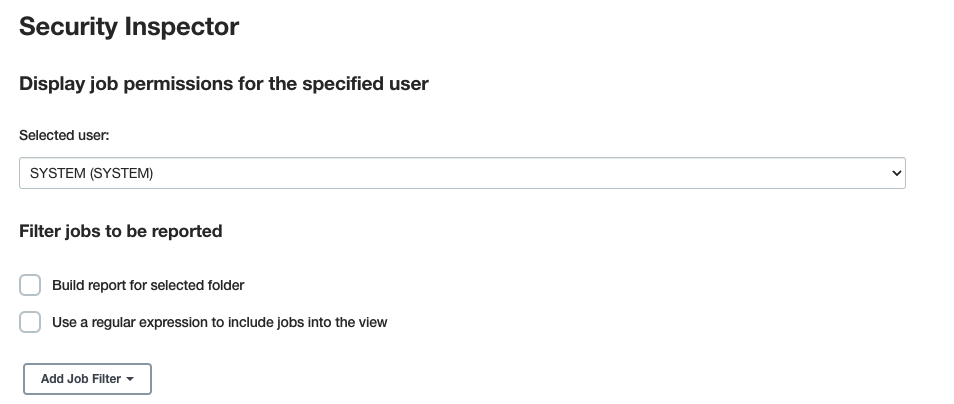 Security Inspector
Display job permissions for the specified user
Selected user:
SYSTEM (SYSTEM)
Filter jobs to be reported
Build report for selected folder
Use a regular expression to include jobs into the view
Add Job Filter